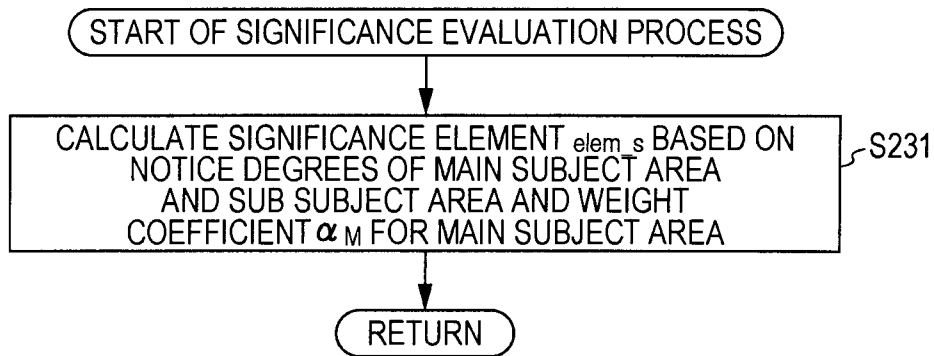 START OF SIGNIFICANCE EVALUATION PROCESS
CALCULATE SIGNIFICANCE ELEMENT elem_s BASED ON
NOTICE DEGREES OF MAIN SUBJECT AREA
AND SUB SUBJECT AREA AND WEIGHT
COEFFICIENT α M FOR MAIN SUBJECT AREA
S231
RETURN